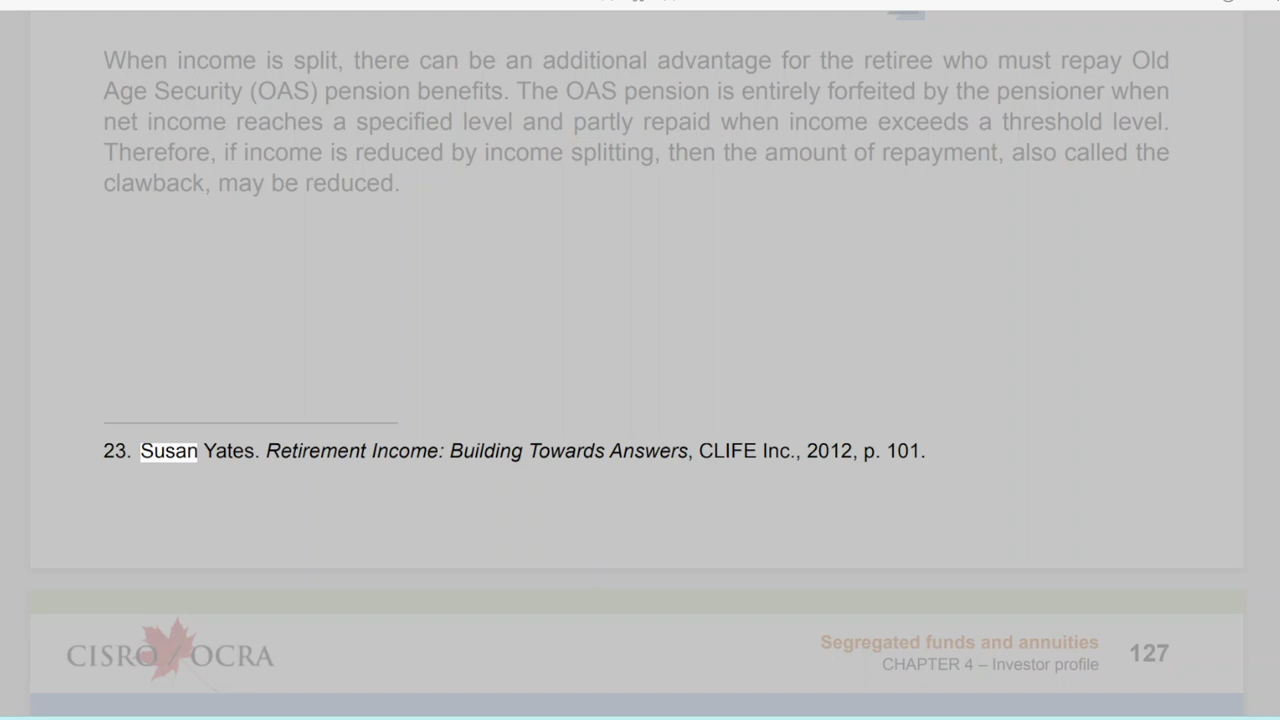 When income is split, there can be an additional advantage for the retiree who must repay Old
Age Security (OAS) pension benefits. The OAS pension is entirely forfeited by the pensioner when
net income reaches a specified level and partly repaid when income exceeds a threshold level.
Therefore, if income is reduced by income splitting, then the amount of repayment, also called the
clawback, may be reduced.
23. Susan Yates. Retirement Income: Building Towards Answers, CLIFE Inc., 2012, p. 101.
CISRO / OCRA
Segregated funds and annuities
CHAPTER 4 – Investor profile
127